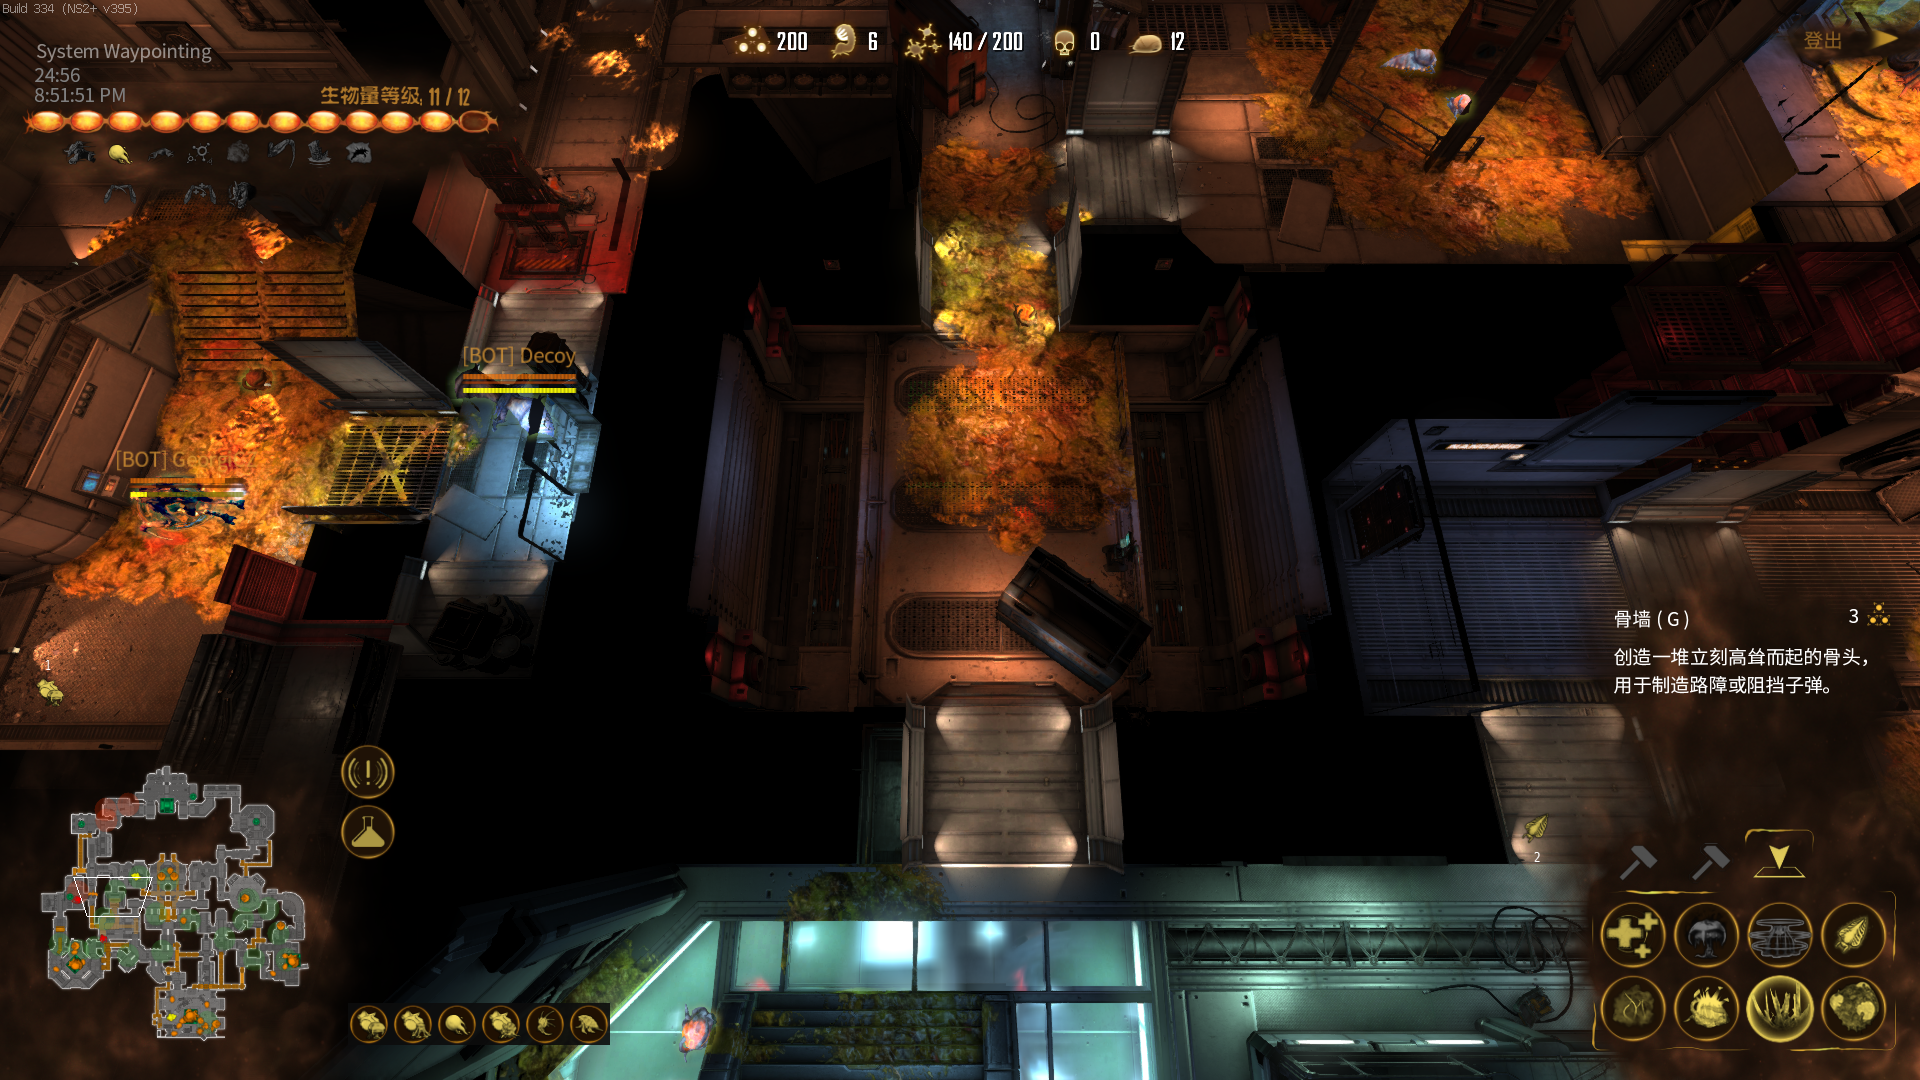 Build 334 (NS2+ v395)
System Waypointing
24:56
8:51:51 PM
生物量等级, 11 / 12
200
6
140 / 200
0
12
登出
[BOT] Decoy
[BOT]
1
骨墙 ( G )
3
创造一堆立刻高耸而起的骨头，
用于制造路障或阻挡子弹。
2